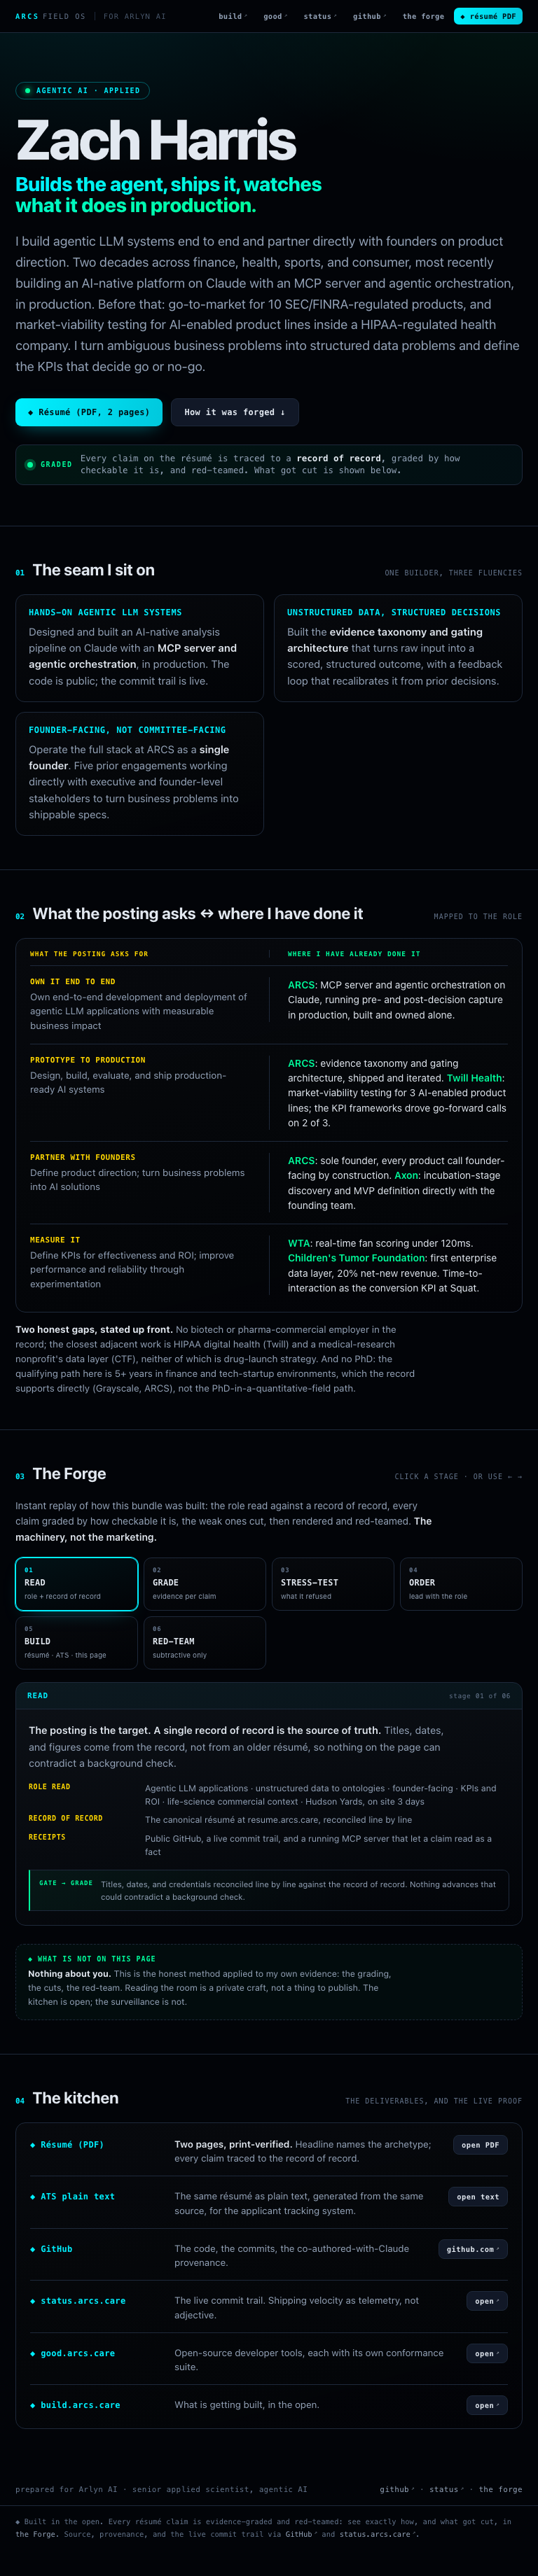 ARCS FIELD OS | FOR ARLYN AI build↗ good↗ status↗ github↗ the forge ◆ résumé PDF
AGENTIC AI · APPLIED
Zach Harris
Builds the agent, ships it, watches
what it does in production.
I build agentic LLM systems end to end and partner directly with founders on product
direction. Two decades across finance, health, sports, and consumer, most recently
building an AI-native platform on Claude with an MCP server and agentic orchestration,
in production. Before that: go-to-market for 10 SEC/FINRA-regulated products, and
market-viability testing for AI-enabled product lines inside a HIPAA-regulated health
company. I turn ambiguous business problems into structured data problems and define
the KPIs that decide go or no-go.
◆ Résumé (PDF, 2 pages) How it was forged ↓
GRADED Every claim on the résumé is traced to a record of record, graded by how
checkable it is, and red-teamed. What got cut is shown below.
01 The seam I sit on ONE BUILDER, THREE FLUENCIES
HANDS-ON AGENTIC LLM SYSTEMS
Designed and built an AI-native analysis
pipeline on Claude with an MCP server and
agentic orchestration, in production. The
code is public; the commit trail is live.
UNSTRUCTURED DATA, STRUCTURED DECISIONS
Built the evidence taxonomy and gating
architecture that turns raw input into a
scored, structured outcome, with a feedback
loop that recalibrates it from prior decisions.
FOUNDER-FACING, NOT COMMITTEE-FACING
Operate the full stack at ARCS as a single
founder. Five prior engagements working
directly with executive and founder-level
stakeholders to turn business problems into
shippable specs.
02 What the posting asks ↔ where I have done it MAPPED TO THE ROLE
WHAT THE POSTING ASKS FOR WHERE I HAVE ALREADY DONE IT
OWN IT END TO END
Own end-to-end development and deployment of
agentic LLM applications with measurable
business impact
ARCS: MCP server and agentic orchestration on
Claude, running pre- and post-decision capture
in production, built and owned alone.
PROTOTYPE TO PRODUCTION
Design, build, evaluate, and ship production-
ready AI systems
ARCS: evidence taxonomy and gating
architecture, shipped and iterated. Twill Health:
market-viability testing for 3 AI-enabled product
lines; the KPI frameworks drove go-forward calls
on 2 of 3.
PARTNER WITH FOUNDERS
Define product direction; turn business problems
into AI solutions
ARCS: sole founder, every product call founder-
facing by construction. Axon: incubation-stage
discovery and MVP definition directly with the
founding team.
MEASURE IT
Define KPIs for effectiveness and ROI; improve
performance and reliability through
experimentation
WTA: real-time fan scoring under 120ms.
Children's Tumor Foundation: first enterprise
data layer, 20% net-new revenue. Time-to-
interaction as the conversion KPI at Squat.
Two honest gaps, stated up front. No biotech or pharma-commercial employer in the
record; the closest adjacent work is HIPAA digital health (Twill) and a medical-research
nonprofit's data layer (CTF), neither of which is drug-launch strategy. And no PhD: the
qualifying path here is 5+ years in finance and tech-startup environments, which the record
supports directly (Grayscale, ARCS), not the PhD-in-a-quantitative-field path.
03 The Forge CLICK A STAGE · OR USE ← →
Instant replay of how this bundle was built: the role read against a record of record, every
claim graded by how checkable it is, the weak ones cut, then rendered and red-teamed. The
machinery, not the marketing.
01
READ
role + record of record
02
GRADE
evidence per claim
03
STRESS-TEST
what it refused
04
ORDER
lead with the role
05
BUILD
résumé · ATS · this page
06
RED-TEAM
subtractive only
READ stage 01 of 06
The posting is the target. A single record of record is the source of truth. Titles, dates,
and figures come from the record, not from an older résumé, so nothing on the page can
contradict a background check.
ROLE READ Agentic LLM applications · unstructured data to ontologies · founder-facing · KPIs and
ROI · life-science commercial context · Hudson Yards, on site 3 days
RECORD OF RECORD The canonical résumé at resume.arcs.care, reconciled line by line
RECEIPTS Public GitHub, a live commit trail, and a running MCP server that let a claim read as a
fact
GATE → GRADE Titles, dates, and credentials reconciled line by line against the record of record. Nothing advances that
could contradict a background check.
◆ WHAT IS NOT ON THIS PAGE
Nothing about you. This is the honest method applied to my own evidence: the grading,
the cuts, the red-team. Reading the room is a private craft, not a thing to publish. The
kitchen is open; the surveillance is not.
04 The kitchen THE DELIVERABLES, AND THE LIVE PROOF
◆ Résumé (PDF) Two pages, print-verified. Headline names the archetype; open PDF
every claim traced to the record of record.
◆ ATS plain text The same résumé as plain text, generated from the same open text
source, for the applicant tracking system.
◆ GitHub The code, the commits, the co-authored-with-Claude github.com↗
provenance.
◆ status.arcs.care The live commit trail. Shipping velocity as telemetry, not open↗
adjective.
◆ good.arcs.care Open-source developer tools, each with its own conformance open↗
suite.
◆ build.arcs.care What is getting built, in the open. open↗
prepared for Arlyn AI · senior applied scientist, agentic AI github↗ · status↗ · the forge
◆ Built in the open. Every résumé claim is evidence-graded and red-teamed: see exactly how, and what got cut, in
the Forge. Source, provenance, and the live commit trail via GitHub↗ and status.arcs.care↗.